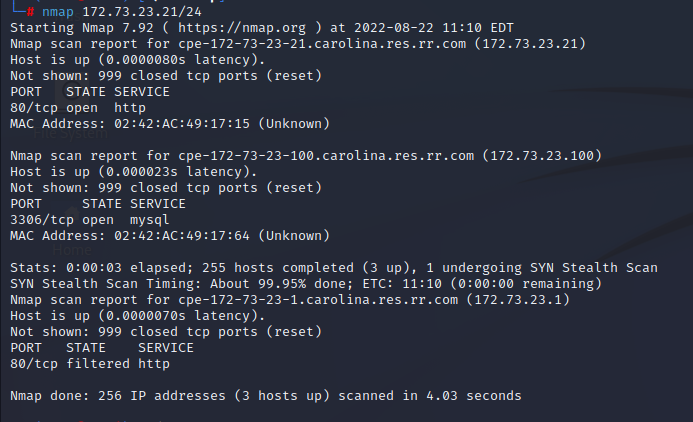 └─# nmap 172.73.23.21/24
Starting Nmap 7.92 ( https://nmap.org ) at 2022-08-22 11:10 EDT
Nmap scan report for cpe-172-73-23-21.carolina.res.rr.com (172.73.23.21)
Host is up (0.0000080s latency).
Not shown: 999 closed tcp ports (reset)
PORT   STATE SERVICE
80/tcp open  http
MAC Address: 02:42:AC:49:17:15 (Unknown)

Nmap scan report for cpe-172-73-23-100.carolina.res.rr.com (172.73.23.100)
Host is up (0.000023s latency).
Not shown: 999 closed tcp ports (reset)
PORT     STATE SERVICE
3306/tcp open  mysql
MAC Address: 02:42:AC:49:17:64 (Unknown)

Stats: 0:00:03 elapsed; 255 hosts completed (3 up), 1 undergoing SYN Stealth Scan
SYN Stealth Scan Timing: About 99.95% done; ETC: 11:10 (0:00:00 remaining)
Nmap scan report for cpe-172-73-23-1.carolina.res.rr.com (172.73.23.1)
Host is up (0.0000070s latency).
Not shown: 999 closed tcp ports (reset)
PORT   STATE    SERVICE
80/tcp filtered http

Nmap done: 256 IP addresses (3 hosts up) scanned in 4.03 seconds